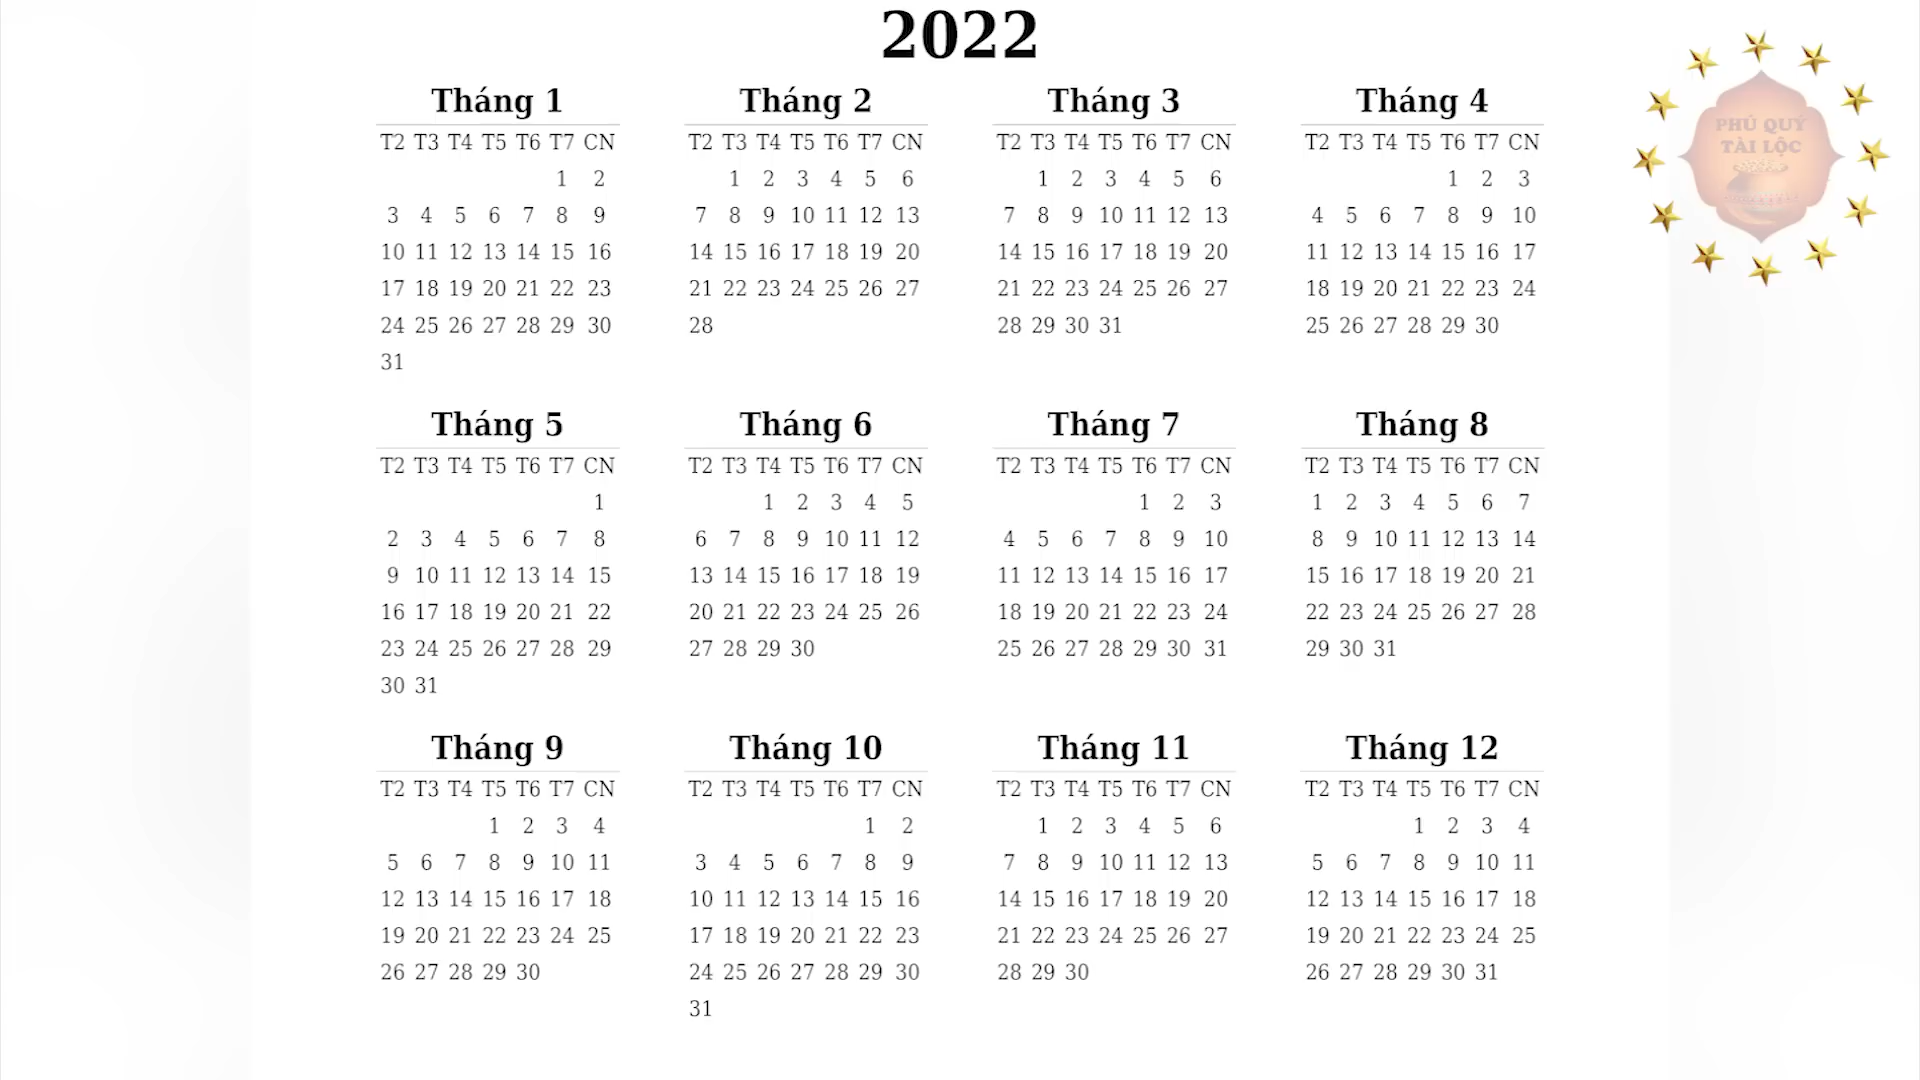 2022
Tháng 1
T2 T3 T4 T5 T6 T7 CN
1 2
3 4 5 6 7 8 9
10 11 12 13 14 15 16
17 18 19 20 21 22 23
24 25 26 27 28 29 30
31
Tháng 2
T2 T3 T4 T5 T6 T7 CN
1 2 3 4 5 6
7 8 9 10 11 12 13
14 15 16 17 18 19 20
21 22 23 24 25 26 27
28
Tháng 3
T2 T3 T4 T5 T6 T7 CN
1 2 3 4 5 6
7 8 9 10 11 12 13
14 15 16 17 18 19 20
21 22 23 24 25 26 27
28 29 30 31
Tháng 4
T2 T3 T4 T5 T6 T7 CN
1 2 3
4 5 6 7 8 9 10
11 12 13 14 15 16 17
18 19 20 21 22 23 24
25 26 27 28 29 30
PHÚ QUÝ
TÀI LỘC
Tháng 5
T2 T3 T4 T5 T6 T7 CN
1
2 3 4 5 6 7 8
9 10 11 12 13 14 15
16 17 18 19 20 21 22
23 24 25 26 27 28 29
30 31
Tháng 6
T2 T3 T4 T5 T6 T7 CN
1 2 3 4 5
6 7 8 9 10 11 12
13 14 15 16 17 18 19
20 21 22 23 24 25 26
27 28 29 30
Tháng 7
T2 T3 T4 T5 T6 T7 CN
1 2 3
4 5 6 7 8 9 10
11 12 13 14 15 16 17
18 19 20 21 22 23 24
25 26 27 28 29 30 31
Tháng 8
T2 T3 T4 T5 T6 T7 CN
1 2 3 4 5 6 7
8 9 10 11 12 13 14
15 16 17 18 19 20 21
22 23 24 25 26 27 28
29 30 31
Tháng 9
T2 T3 T4 T5 T6 T7 CN
1 2 3 4
5 6 7 8 9 10 11
12 13 14 15 16 17 18
19 20 21 22 23 24 25
26 27 28 29 30
Tháng 10
T2 T3 T4 T5 T6 T7 CN
1 2
3 4 5 6 7 8 9
10 11 12 13 14 15 16
17 18 19 20 21 22 23
24 25 26 27 28 29 30
31
Tháng 11
T2 T3 T4 T5 T6 T7 CN
1 2 3 4 5 6
7 8 9 10 11 12 13
14 15 16 17 18 19 20
21 22 23 24 25 26 27
28 29 30
Tháng 12
T2 T3 T4 T5 T6 T7 CN
1 2 3 4
5 6 7 8 9 10 11
12 13 14 15 16 17 18
19 20 21 22 23 24 25
26 27 28 29 30 31